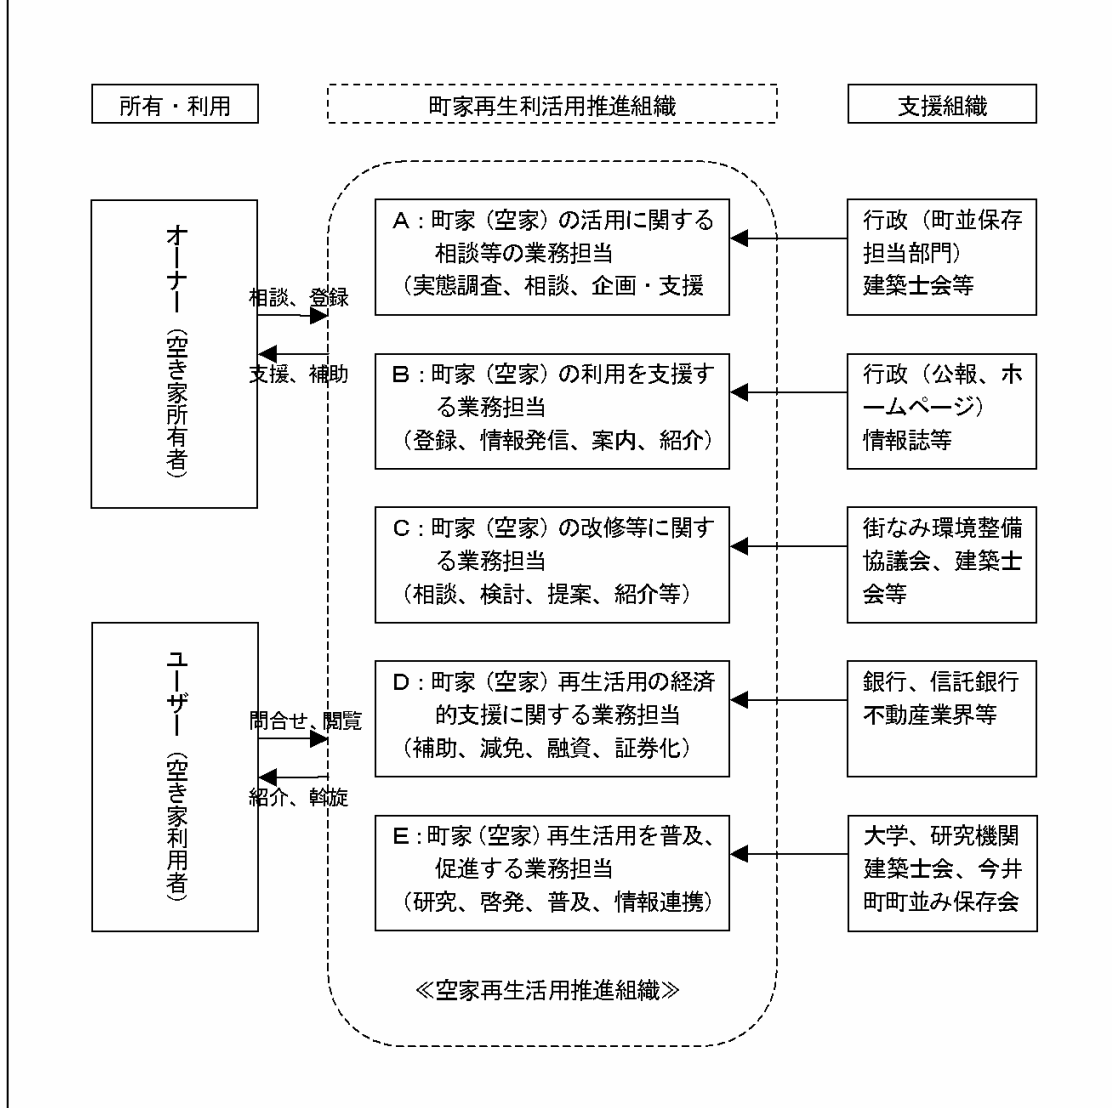 所有・利用
町家再生利活用推進組織
支援組織
オーナー（空き家所有者）
相談、登録
支援、補助
ユーザー（空き家利用者）
問合せ、閲覧
紹介、斡旋
A：町家（空家）の活用に関する
相談等の業務担当
（実態調査、相談、企画・支援
B：町家（空家）の利用を支援す
る業務担当
（登録、情報発信、案内、紹介）
C：町家（空家）の改修等に関す
る業務担当
（相談、検討、提案、紹介等）
D：町家（空家）再生活用の経済
的支援に関する業務担当
（補助、減免、融資、証券化）
E：町家（空家）再生活用を普及、
促進する業務担当
（研究、啓発、普及、情報連携）
≪空家再生活用推進組織≫
行政（町並保存
担当部門）
建築士会等
行政（公報、ホ
ームページ）
情報誌等
街なみ環境整備
協議会、建築士
会等
銀行、信託銀行
不動産業界等
大学、研究機関
建築士会、今井
町町並み保存会